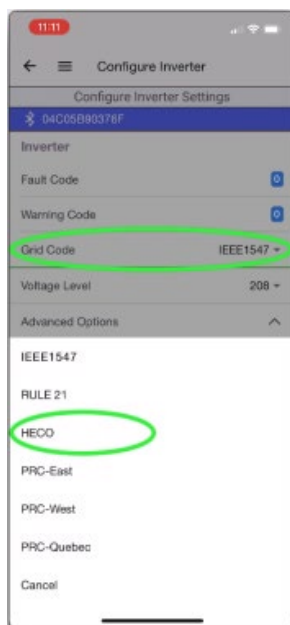 11:11
Configure Inverter
Configure Inverter Settings
04C05B90376F
Inverter
Fault Code 0
Warning Code 0
Grid Code IEEE1547
Voltage Level 208
Advanced Options
IEEE1547
RULE 21
HECO
PRC-East
PRC-West
PRC-Quebec
Cancel